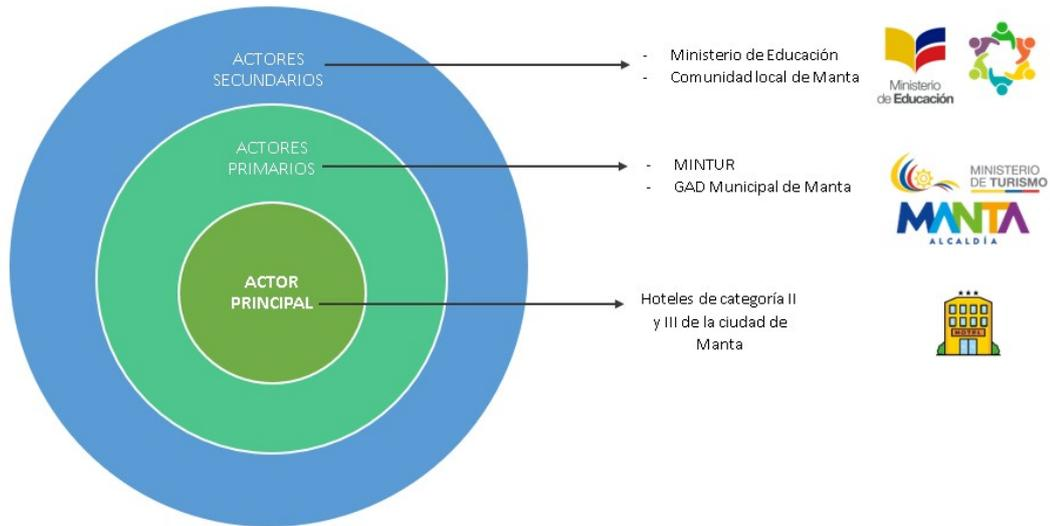 ACTORES
SECUNDARIOS
- Ministerio de Educación
- Comunidad local de Manta
Ministerio
de Educación
ACTORES
PRIMARIOS
- MINTUR
- GAD Municipal de Manta
MINISTERIO
DE TURISMO
MANTA
ALCALDÍA
ACTOR
PRINCIPAL
Hoteles de categoría II
y III de la ciudad de
Manta
HOTEL